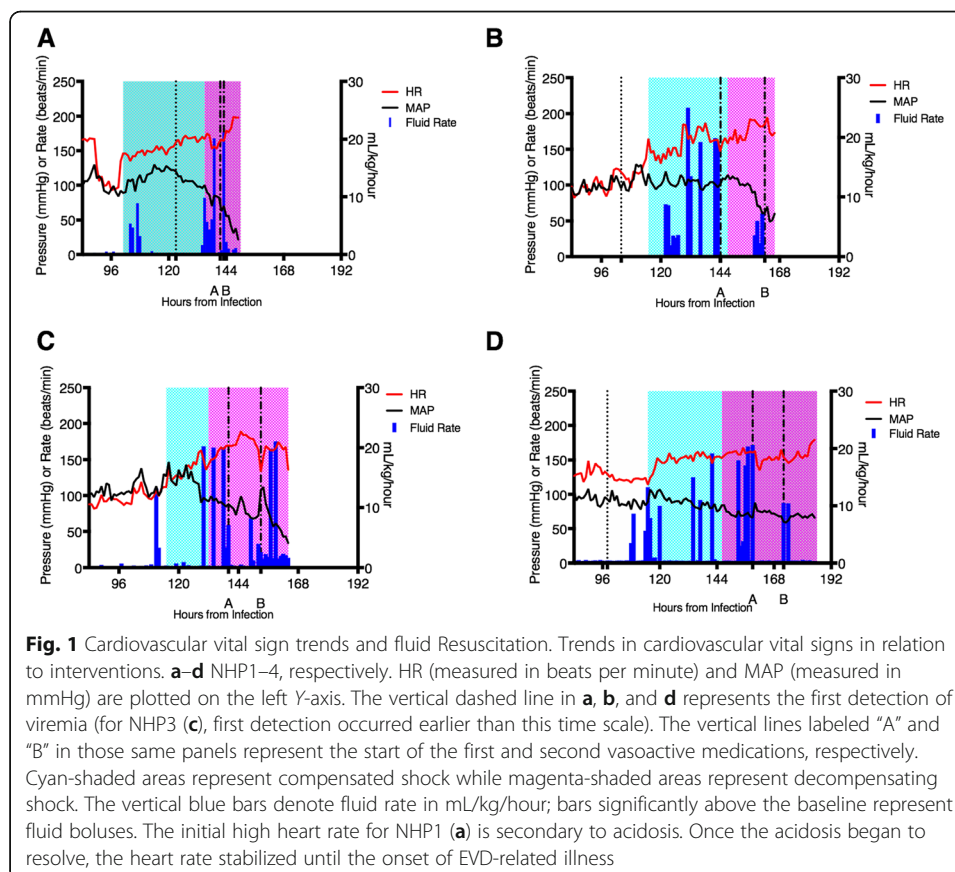 A
250
200
150
100
50
0
Pressure (mmHg) or Rate (beats/min)
30
20
10
0
mL/kg/hour
HR
MAP
Fluid Rate
96 120 144 168 192
A B
Hours from Infection
B
250
200
150
100
50
0
Pressure (mmHg) or Rate (beats/min)
30
20
10
0
mL/kg/hour
HR
MAP
Fluid Rate
96 120 144 168 192
A B
Hours from Infection
C
250
200
150
100
50
0
Pressure (mmHg) or Rate (beats/min)
30
20
10
0
mL/kg/hour
HR
MAP
Fluid Rate
96 120 144 168 192
A B
Hours from Infection
D
250
200
150
100
50
0
Pressure (mmHg) or Rate (beats/min)
30
20
10
0
mL/kg/hour
HR
MAP
Fluid Rate
96 120 144 168 192
Hours from Infection A B
Fig. 1 Cardiovascular vital sign trends and fluid Resuscitation. Trends in cardiovascular vital signs in relation
to interventions. a–d NHP1–4, respectively. HR (measured in beats per minute) and MAP (measured in
mmHg) are plotted on the left Y-axis. The vertical dashed line in a, b, and d represents the first detection of
viremia (for NHP3 (c), first detection occurred earlier than this time scale). The vertical lines labeled “A” and
“B” in those same panels represent the start of the first and second vasoactive medications, respectively.
Cyan-shaded areas represent compensated shock while magenta-shaded areas represent decompensating
shock. The vertical blue bars denote fluid rate in mL/kg/hour; bars significantly above the baseline represent
fluid boluses. The initial high heart rate for NHP1 (a) is secondary to acidosis. Once the acidosis began to
resolve, the heart rate stabilized until the onset of EVD-related illness